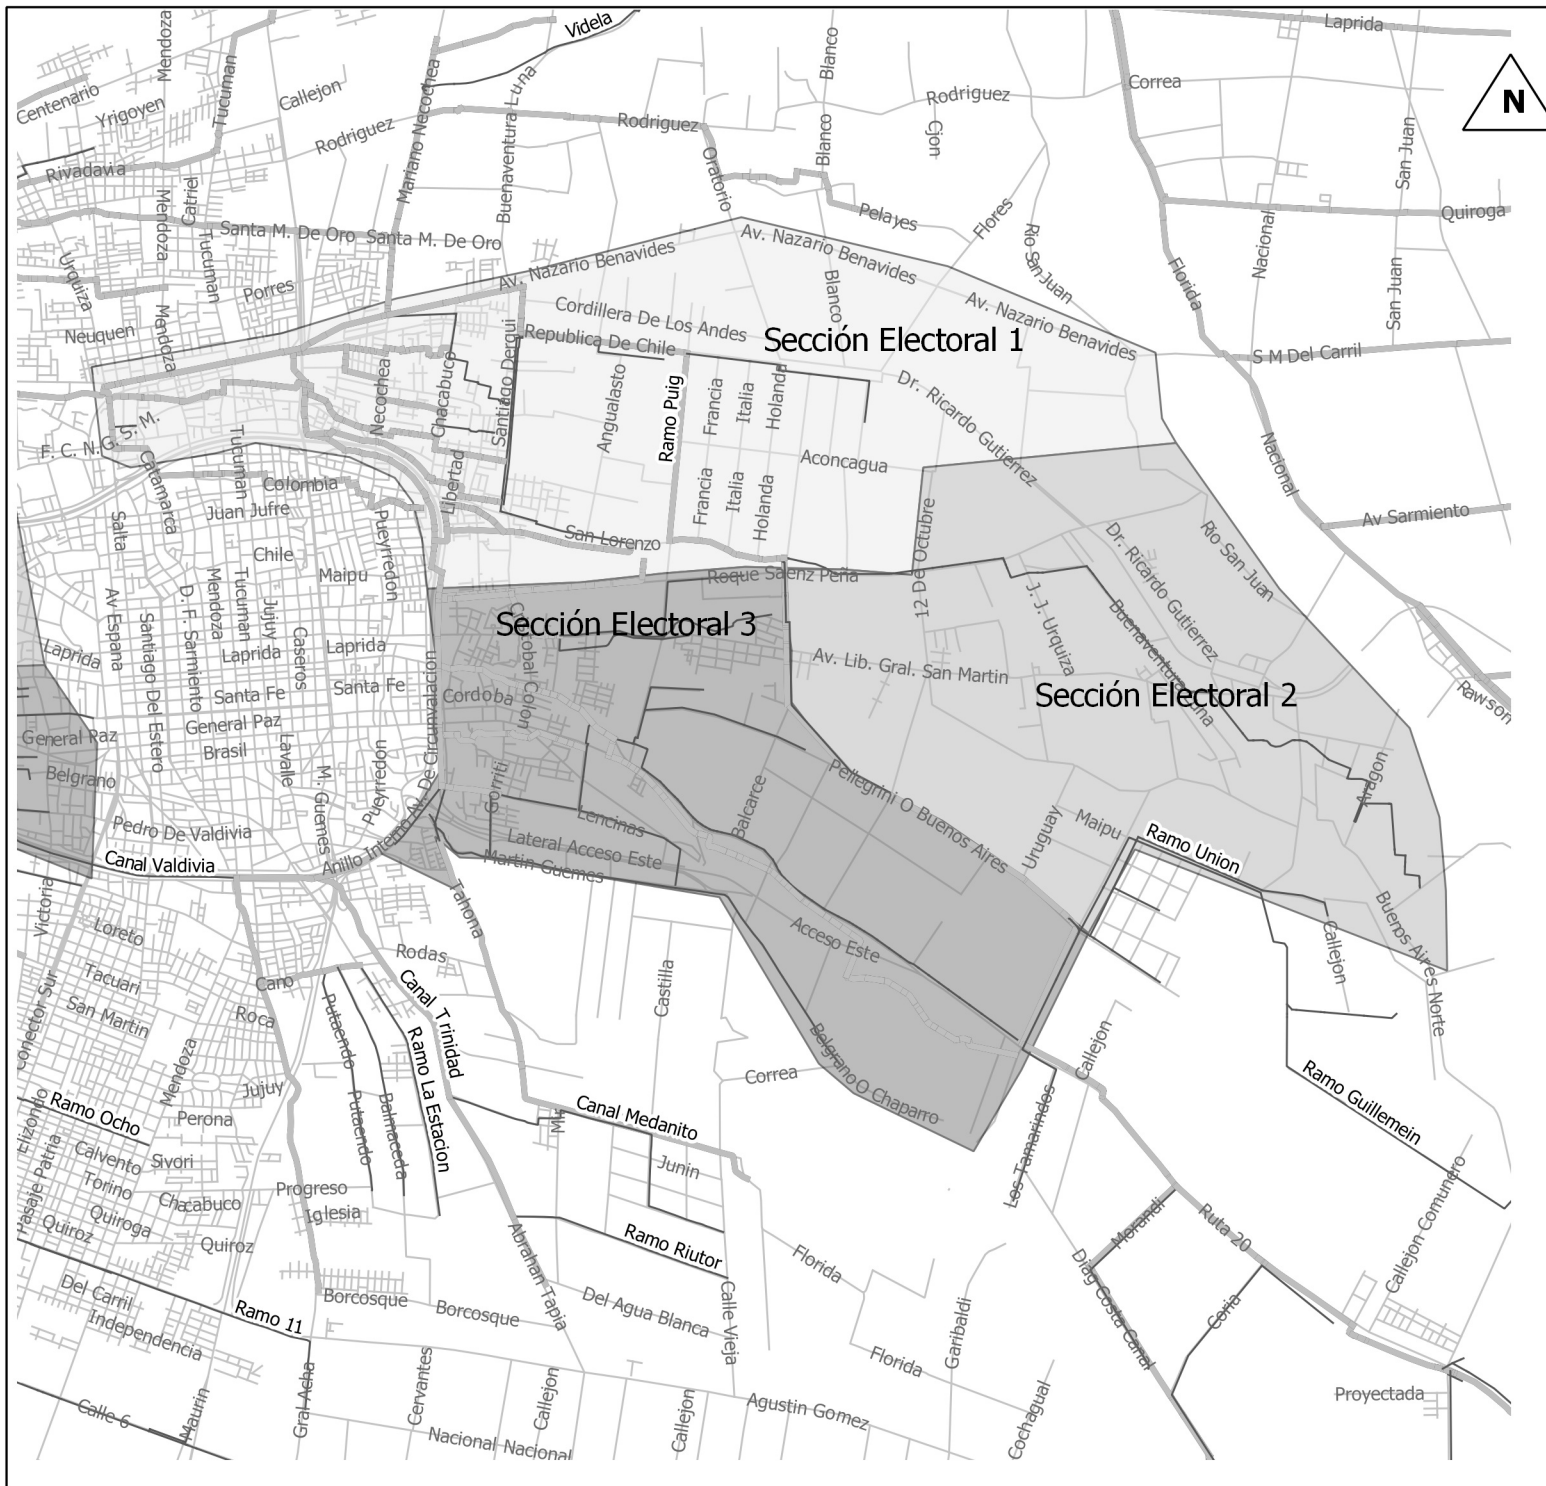 Videla
Laprida
Mendoza
Centenario
Yrigoyen
Tucuman
Callejon
Rodriguez
Mariano Necochea
Buenaventura Luna
Rodriguez
Blanco
Blanco
Rodriguez
Cjon
Correa
N
San Juan
Rivadavia
Catriel
Mendoza
Tucuman
Santa M. De Oro
Santa M. De Oro
Oratorio
Pelayes
Flores
Rio San Juan
Quiroga
Nacional
Florida
San Juan
Urquiza
Porres
Neuquen
Mendoza
Av. Nazario Benavides
Av. Nazario Benavides
Av. Nazario Benavides
Blanco
Cordillera De Los Andes
Republica De Chile
Sección Electoral 1
S M Del Carril
Santiago Derqui
Necochea
Chacabuco
Angualasto
Ramo Puig
Francia
Italia
Holanda
Dr. Ricardo Gutierrez
Aconcagua
F. C. N.G. S. M.
Catamarca
Tucuman
Colombia
Juan Jufre
Libertad
Francia
Italia
Holanda
Nacional
Av Sarmiento
San Lorenzo
12 De Octubre
Dr. Ricardo Gutierrez
Río San Juan
Salta
Chile
Maipu
Pueyrredon
Roque Saenz Peña
Av Espana
Santiago Del Estero
D. F. Sarmiento
Mendoza
Tucuman
Jujuy
Caseros
Laprida
Laprida
Laprida
Sección Electoral 3
Cristobal Colon
J. J. Urquiza
Buenaventura Luna
Av. Lib. Gral. San Martin
Sección Electoral 2
Rawson
Santa Fe
Santa Fe
Cordoba
General Paz
General Paz
Brasil
Lavalle
M. Guemes
Pueyrredon
Belgrano
Gorriti
Pellegrini O Buenos Aires
Balcarce
Aragon
Pedro De Valdivia
Anillo Interno Av. De Circunvalacion
Lencinas
Lateral Acceso Este
Martin Guemes
Uruguay
Maipu
Ramo Union
Canal Valdivia
Victoria
Tahona
Acceso Este
Callejon
Buenos Aires Norte
Loreto
Rodas
Tacuari
San Martin
Conector Sur
Cano
Roca
Canal Trinidad
Castilla
Putaendo
Ramo La Estacion
Belgrano O Chaparro
Callejon
Mendoza
Jujuy
Correa
Ramo Guillemein
Elizondo
Ramo Ocho
Perona
Putaendo
Balmaceda
Canal Medanito
Los Tamarindos
Pasaje Patria
Calvento
Sivori
Junin
Torino
Chacabuco
Progreso
Iglesia
Quiroga
Quiroz
Quiroz
Abrahan Tapia
Ramo Riutor
Florida
Morandi
Ruta 20
Callejon Comunero
Diag Costa Canal
Del Carril
Independencia
Ramo 11
Borcosque
Borcosque
Del Agua Blanca
Calle Vieja
Garibaldi
Coria
Florida
Calle 6
Maurin
Gral Acha
Cervantes
Callejon
Callejon
Agustin Gomez
Cochagual
Proyectada
Nacional Nacional